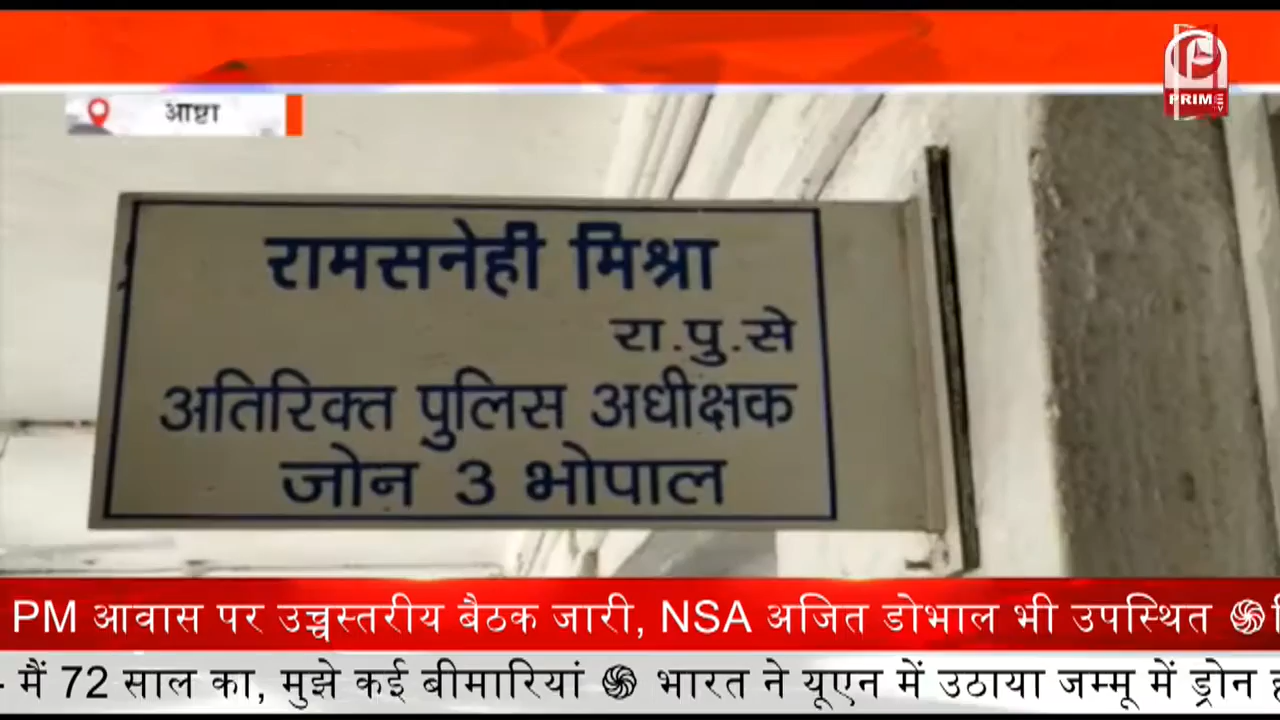 आष्टा
PRIME TV
रामसनेही मिश्रा
रा.पु.से
अतिरिक्त पुलिस अधीक्षक
जोन 3 भोपाल
PM आवास पर उच्चस्तरीय बैठक जारी, NSA अजित डोभाल भी उपस्थित
- मैं 72 साल का, मुझे कई बीमारियां भारत ने यूएन में उठाया जम्मू में ड्रोन